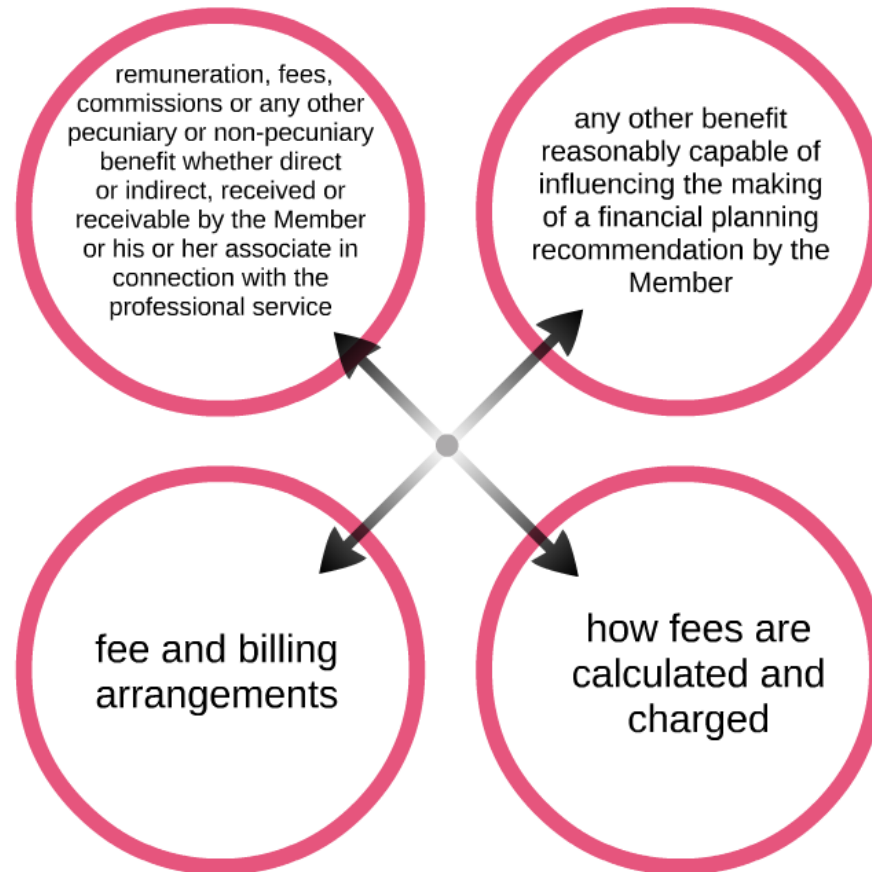 remuneration, fees,
commissions or any other
pecuniary or non-pecuniary
benefit whether direct
or indirect, received or
receivable by the Member
or his or her associate in
connection with the
professional service
any other benefit
reasonably capable of
influencing the making
of a financial planning
recommendation by the
Member
fee and billing
arrangements
how fees are
calculated and
charged